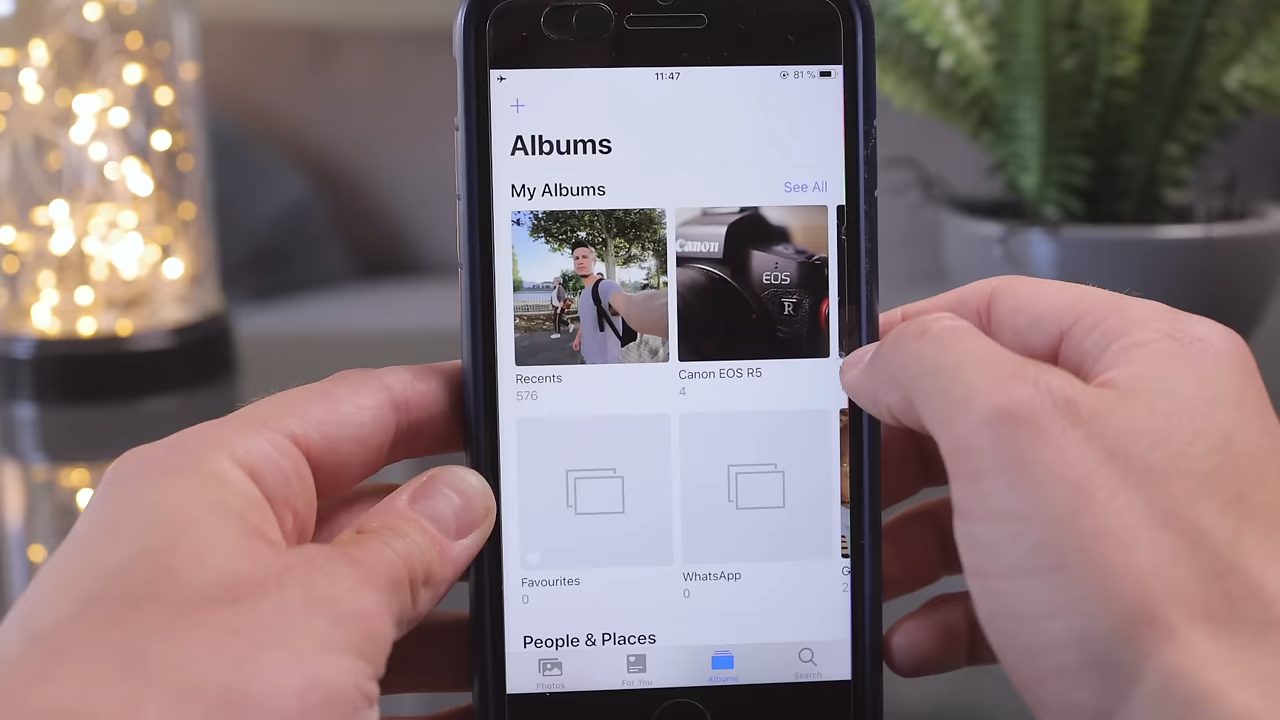 11:47
81 %
+
Albums
My Albums
See All
Canon
EOS
R
Recents
576
Canon EOS R5
4
Favourites
0
WhatsApp
0
G
2
People & Places
Photos
For You
Albums
Search